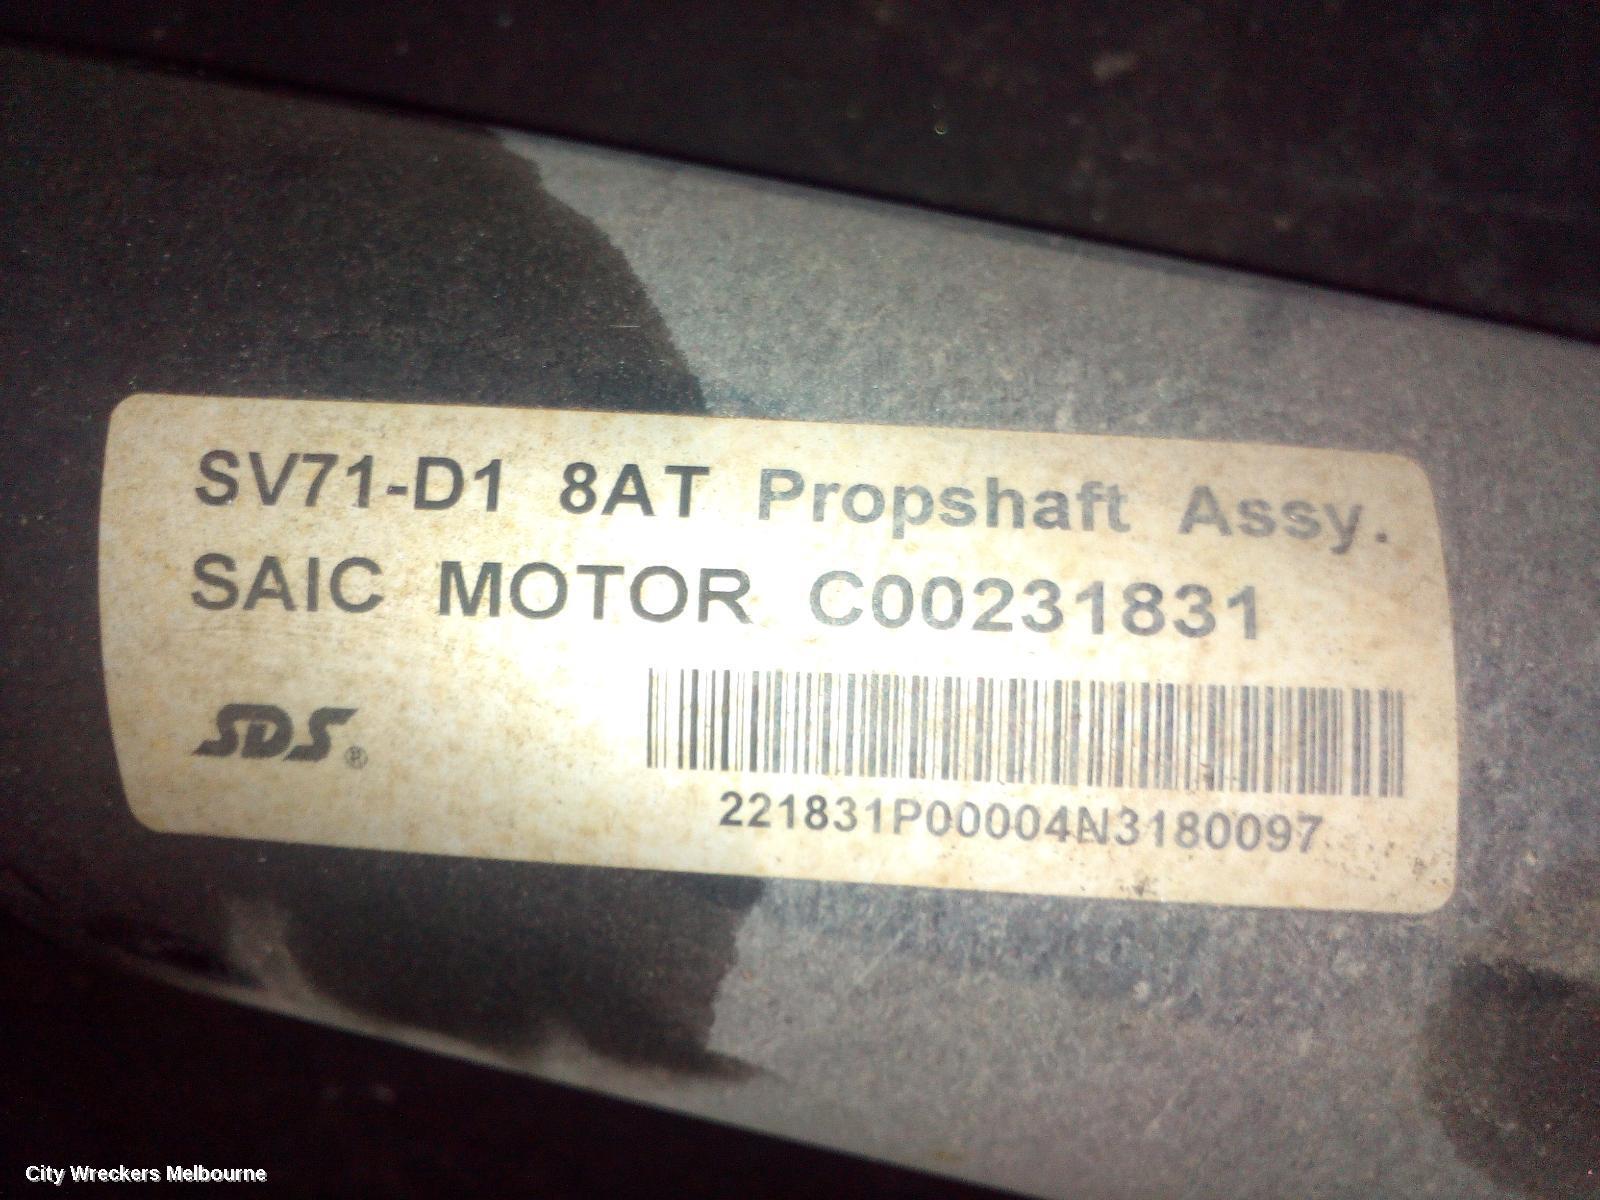 SV71-D1 8AT Propshaft Assy.
SAIC MOTOR C00231831
SDS®
221831P00004N3180097
City Wreckers Melbourne